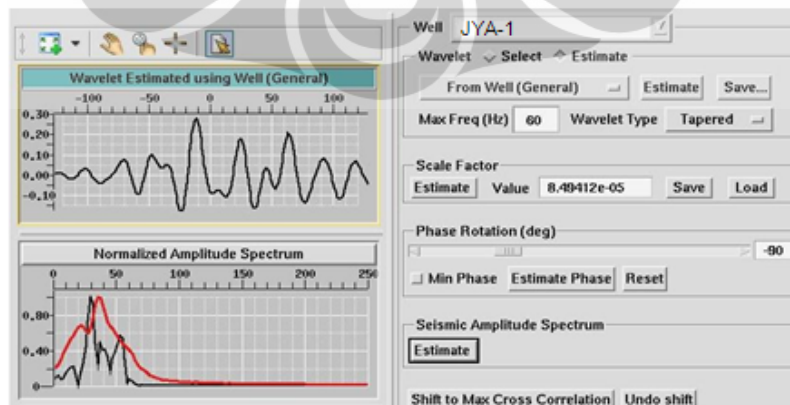 Well JYA-1
Wavelet Select Estimate
From Well (General) Estimate Save...
Max Freq (Hz) 60 Wavelet Type Tapered
Scale Factor
Estimate Value 8.49412e-05 Save Load
Phase Rotation (deg)
-90
Min Phase Estimate Phase Reset
Seismic Amplitude Spectrum
Estimate
Shift to Max Cross Correlation Undo shift
Wavelet Estimated using Well (General)
-100 -50 0 50 100
0.30
0.20
0.10
0.00
-0.10
Normalized Amplitude Spectrum
0 50 100 150 200 250
0.80
0.40
0